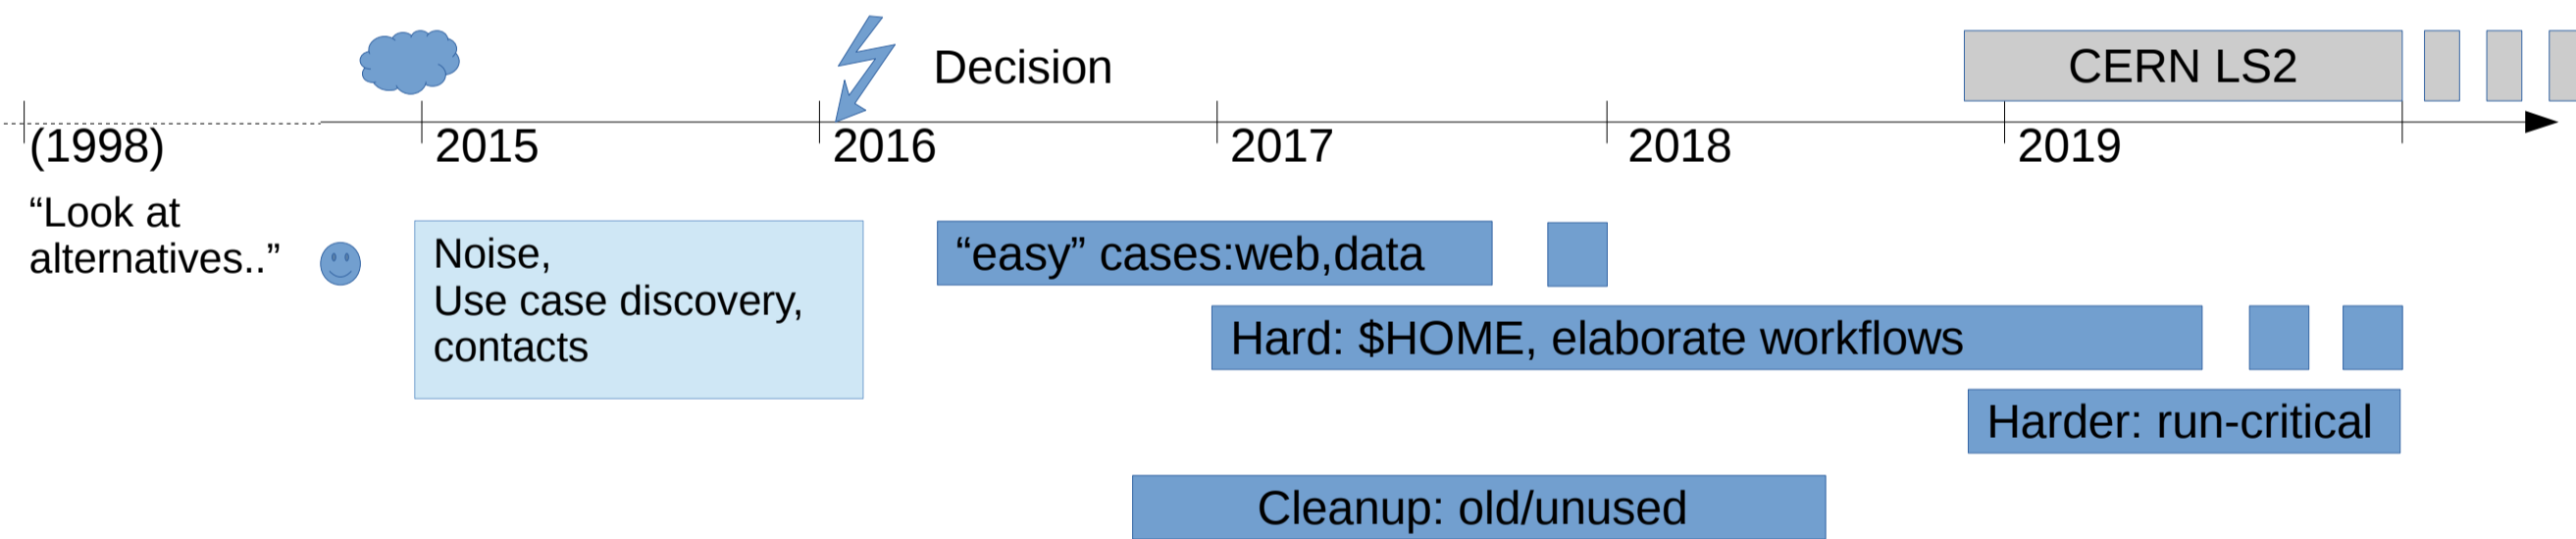 Decision
CERN LS2
(1998)
2015
2016
2017
2018
2019
“Look at
alternatives..”
Noise,
Use case discovery,
contacts
“easy” cases:web,data
Hard: $HOME, elaborate workflows
Harder: run-critical
Cleanup: old/unused